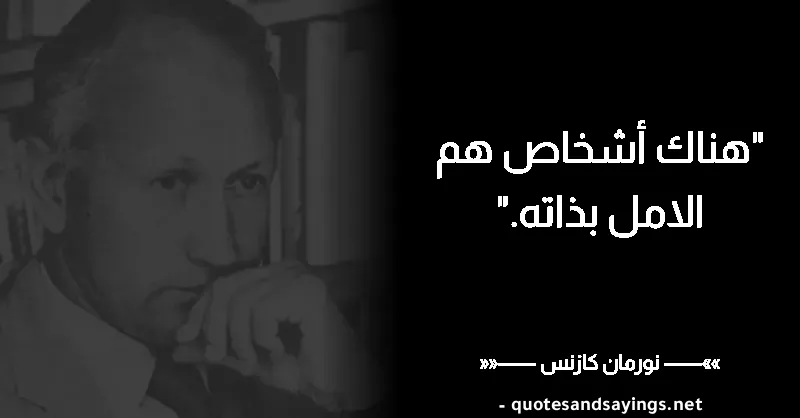 "هناك أشخاص هم
الامل بذاته."
»»—— نورمان كازنس ——««
- quotesandsayings.net